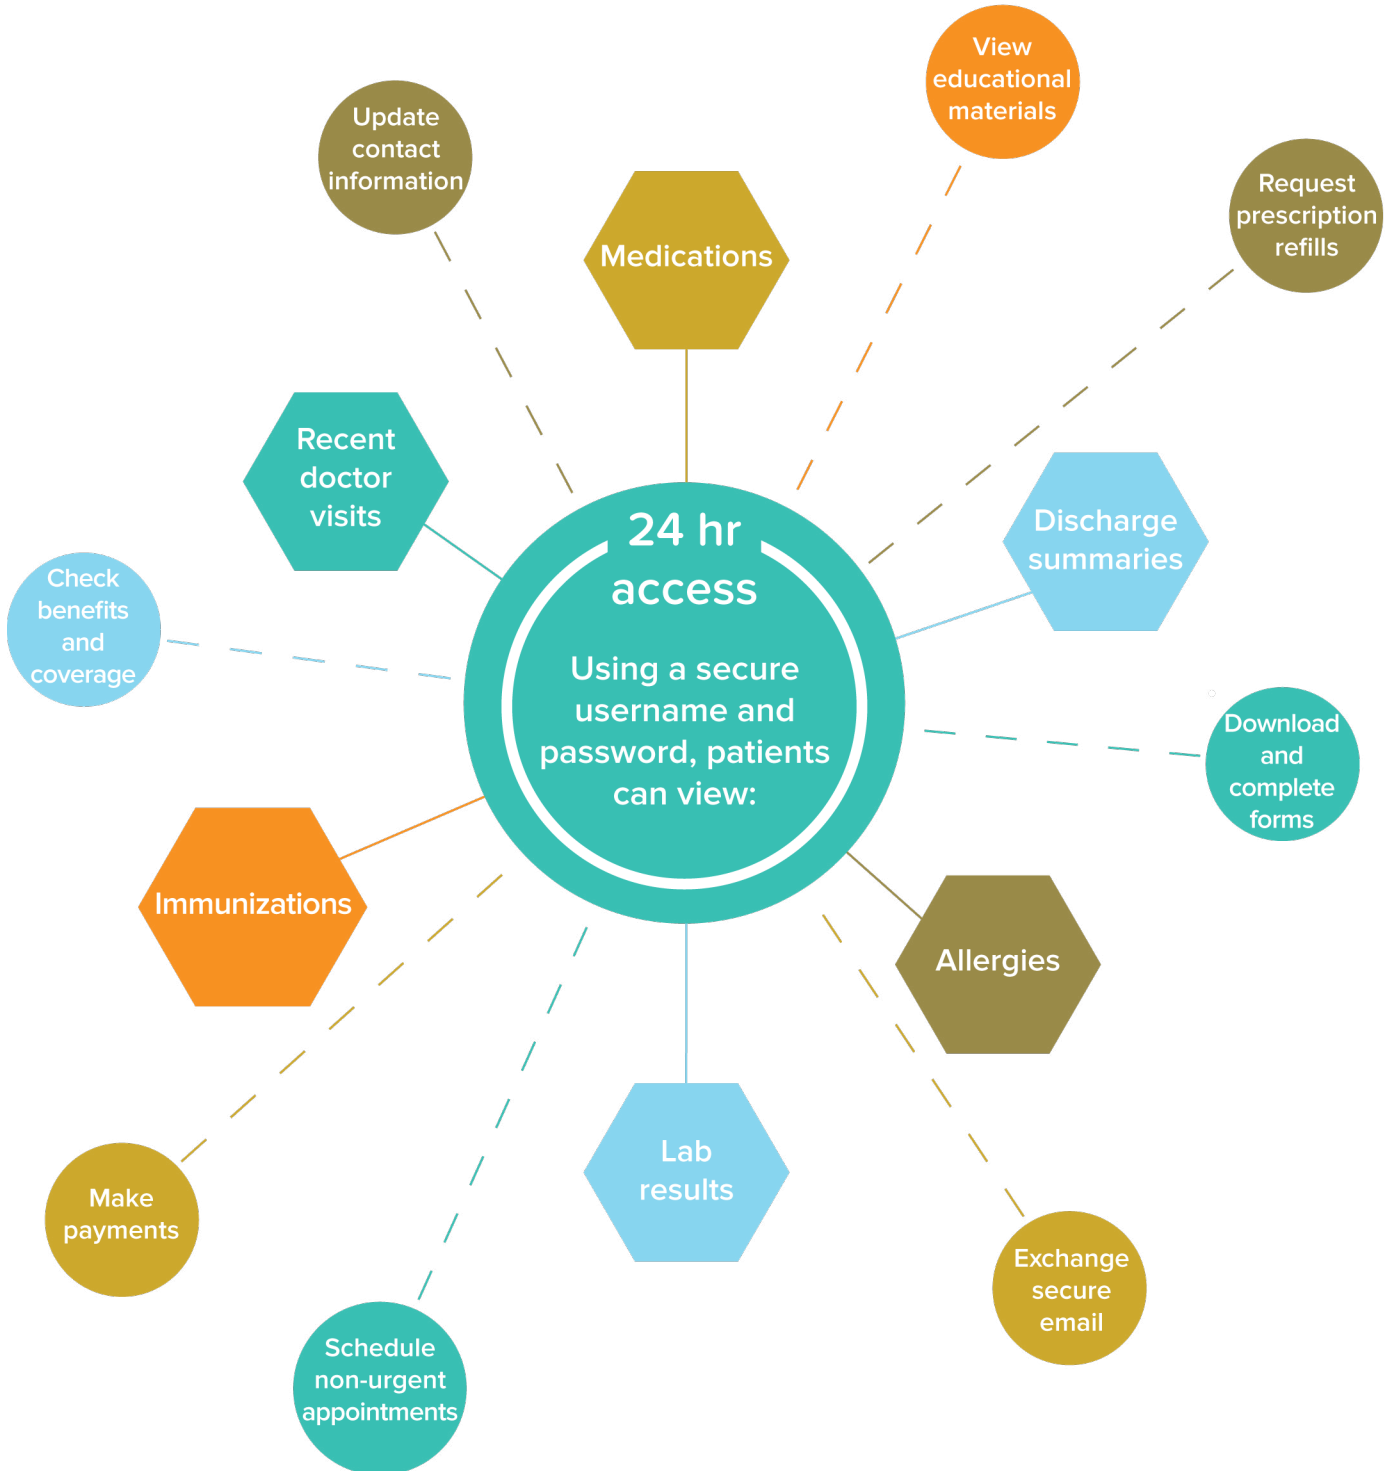 View
educational
materials
Update
contact
information
Request
prescription
refills
Medications
Recent
doctor
visits
Discharge
summaries
24 hr
access
Using a secure
username and
password, patients
can view:
Check
benefits
and
coverage
Download
and
complete
forms
Immunizations
Allergies
Lab
results
Make
payments
Exchange
secure
email
Schedule
non-urgent
appointments